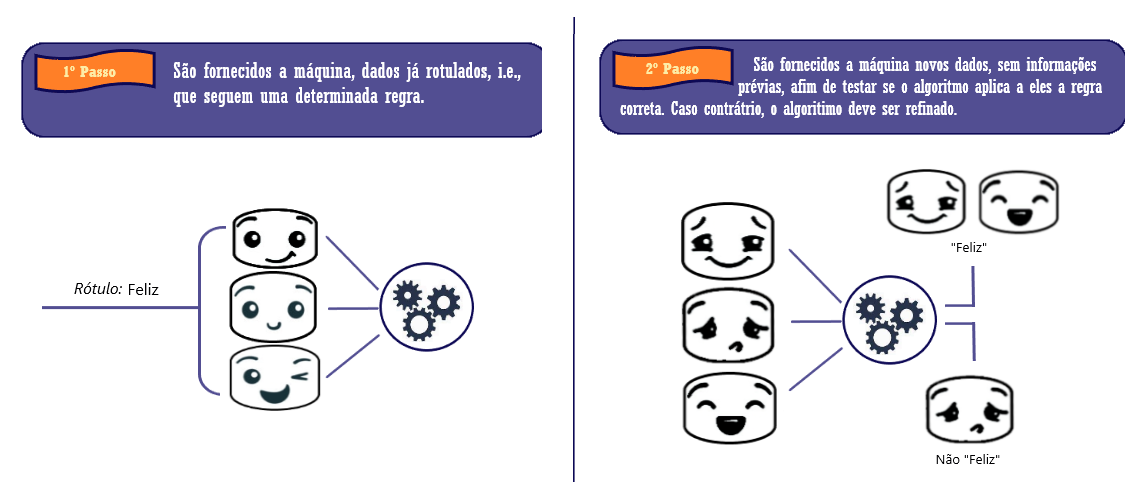 1º Passo
São fornecidos a máquina, dados já rotulados, i.e.,
que seguem uma determinada regra.
Rótulo: Feliz
2º Passo
São fornecidos a máquina novos dados, sem informações
prévias, afim de testar se o algoritmo aplica a eles a regra
correta. Caso contrátrio, o algoritimo deve ser refinado.
"Feliz"
Não "Feliz"